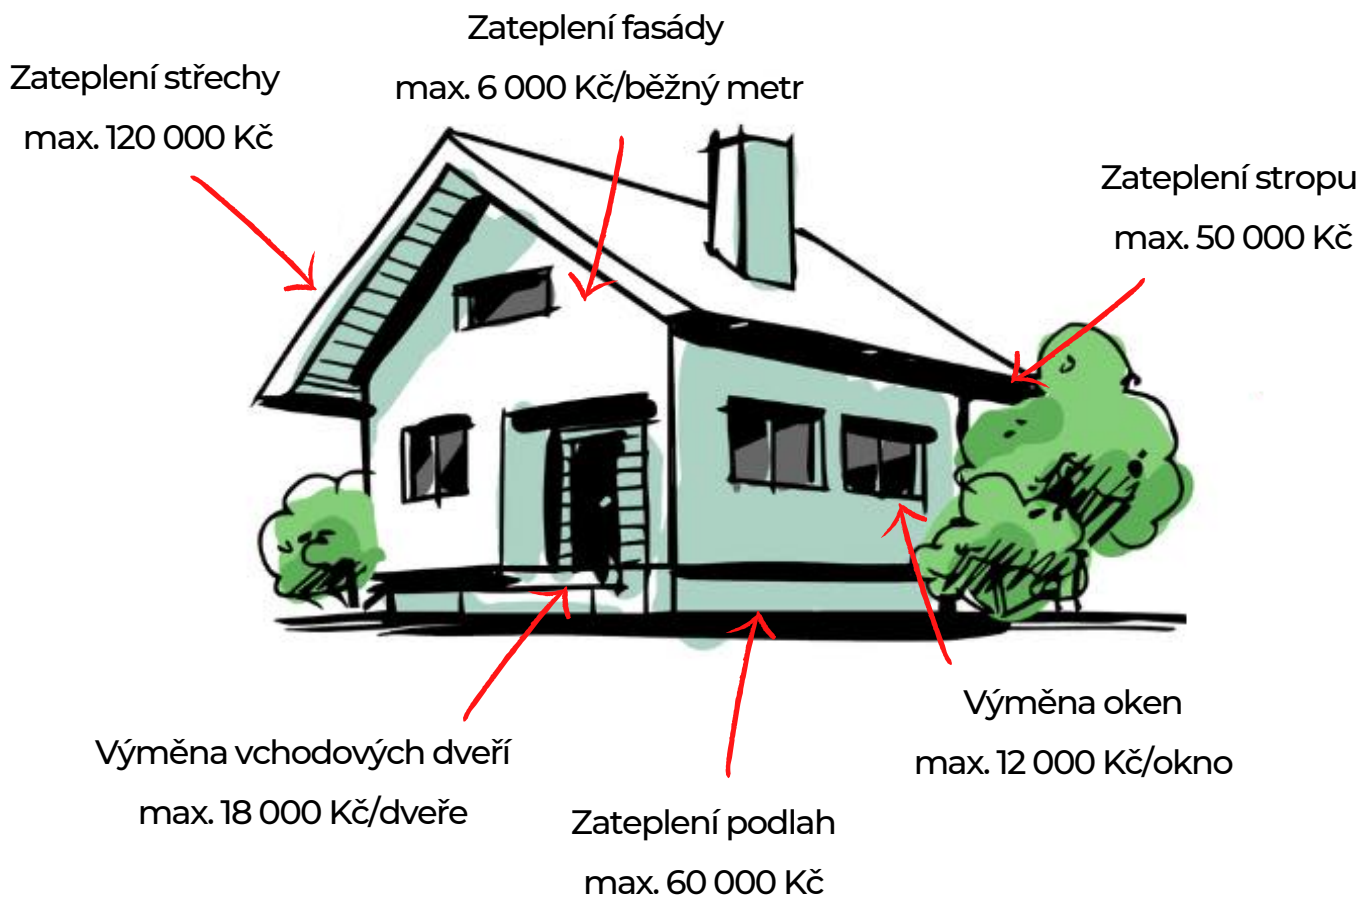 Zateplení fasády
max. 6 000 Kč/běžný metr
Zateplení střechy
max. 120 000 Kč
Zateplení stropu
max. 50 000 Kč
Výměna oken
max. 12 000 Kč/okno
Výměna vchodových dveří
max. 18 000 Kč/dveře
Zateplení podlah
max. 60 000 Kč